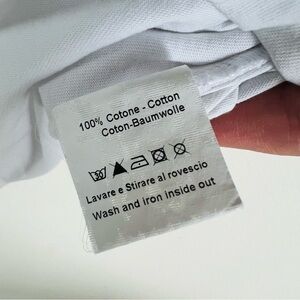 100% Cotone - Cotton
Coton-Baumwolle
Lavare e Stirare al rovescio
Wash and iron Inside out